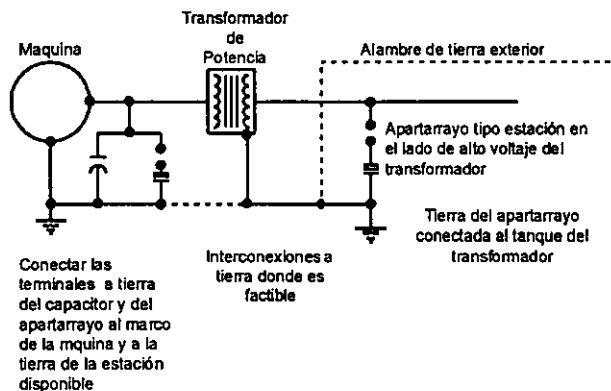 Transformador
de
Potencia
Maquina
Alambre de tierra exterior
Apartarrayo tipo estación en
el lado de alto voltaje del
transformador
Tierra del apartarrayo
conectada al tanque del
transformador
Interconexiones a
tierra donde es
factible
Conectar las
terminales a tierra
del capacitor y del
apartarrayo al marco
de la mquina y a la
tierra de la estación
disponible